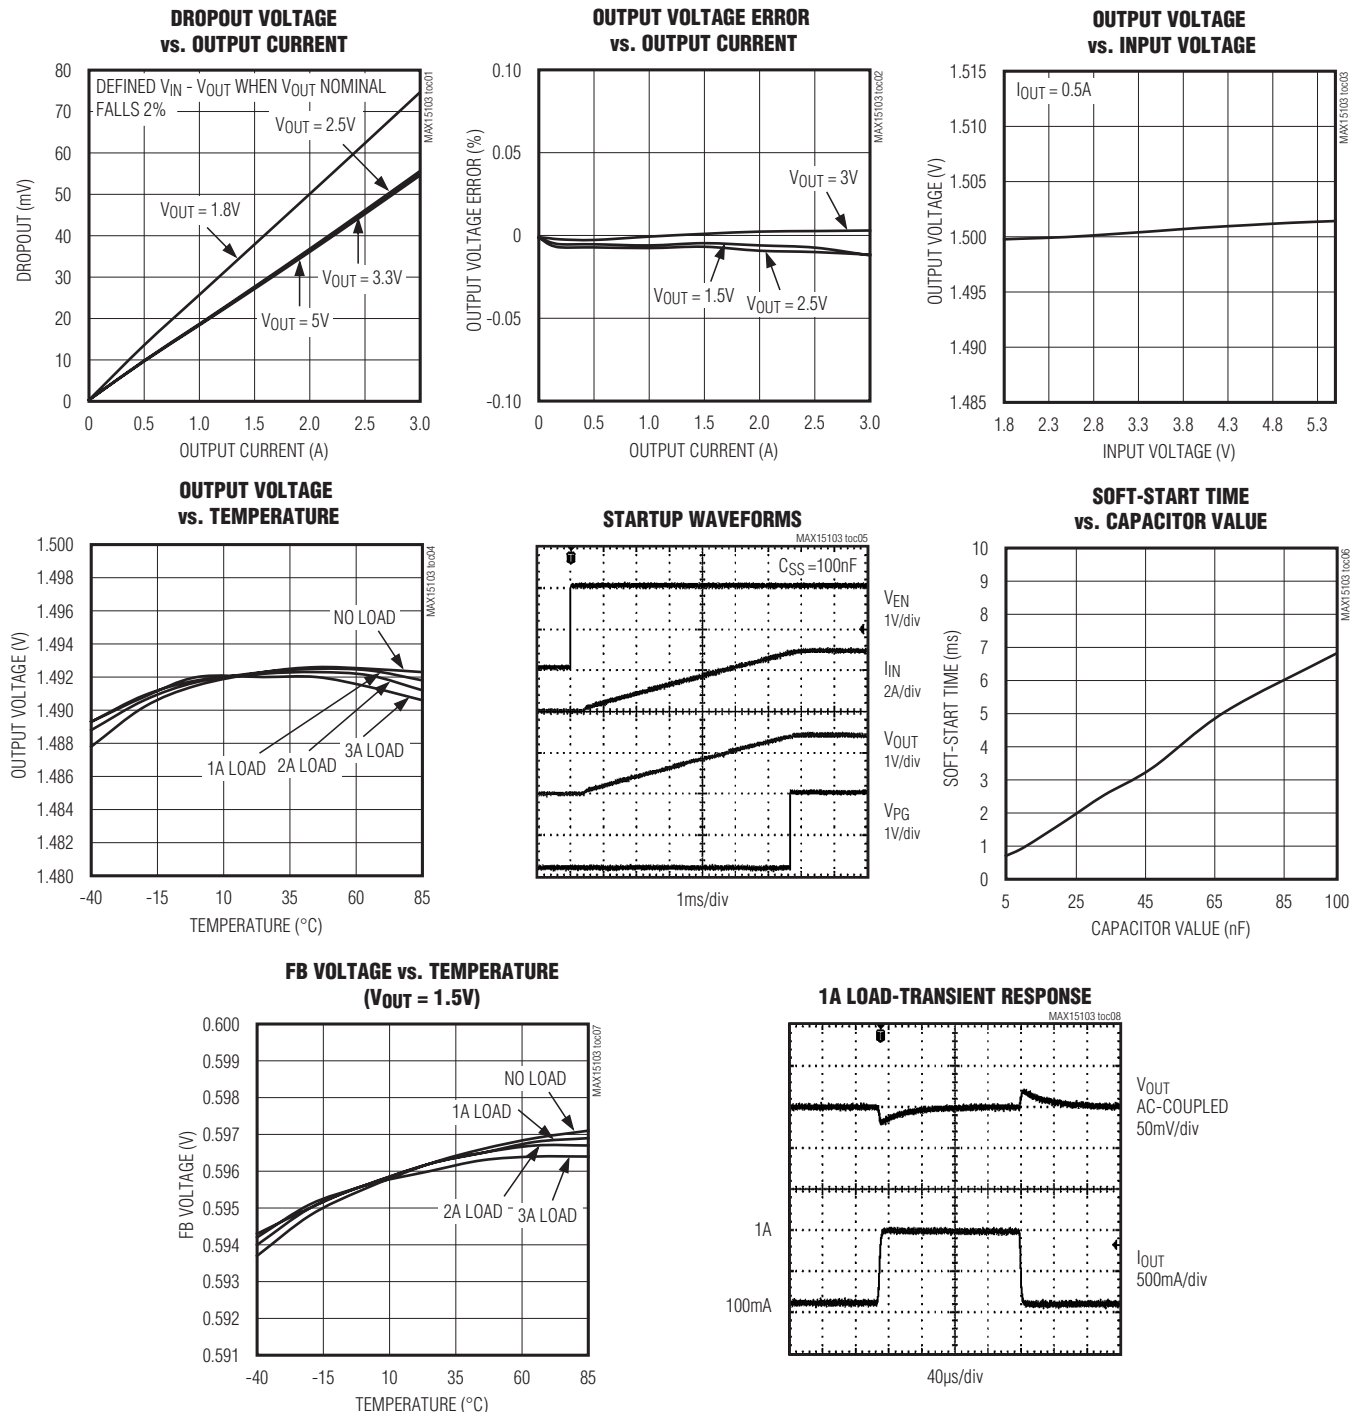 DROPOUT VOLTAGE
vs. OUTPUT CURRENT
80
70
60
50
40
30
20
10
0
DROPOUT (mV)
DEFINED VIN - VOUT WHEN VOUT NOMINAL
FALLS 2%
VOUT = 2.5V
VOUT = 1.8V
VOUT = 3.3V
VOUT = 5V
MAX15103 toc01
0 0.5 1.0 1.5 2.0 2.5 3.0
OUTPUT CURRENT (A)
OUTPUT VOLTAGE ERROR
vs. OUTPUT CURRENT
0.10
0.05
0
-0.05
-0.10
OUTPUT VOLTAGE ERROR (%)
VOUT = 3V
VOUT = 1.5V
VOUT = 2.5V
MAX15103 toc02
0 0.5 1.0 1.5 2.0 2.5 3.0
OUTPUT CURRENT (A)
OUTPUT VOLTAGE
vs. INPUT VOLTAGE
1.515
1.510
1.505
1.500
1.495
1.490
1.485
OUTPUT VOLTAGE (V)
IOUT = 0.5A
MAX15103 toc03
1.8 2.3 2.8 3.3 3.8 4.3 4.8 5.3
INPUT VOLTAGE (V)
OUTPUT VOLTAGE
vs. TEMPERATURE
1.500
1.498
1.496
1.494
1.492
1.490
1.488
1.486
1.484
1.482
1.480
OUTPUT VOLTAGE (V)
NO LOAD
1A LOAD
2A LOAD
3A LOAD
MAX15103 toc04
-40 -15 10 35 60 85
TEMPERATURE (°C)
STARTUP WAVEFORMS
MAX15103 toc05
T
CSS =100nF
VEN
1V/div
IIN
2A/div
VOUT
1V/div
VPG
1V/div
1ms/div
SOFT-START TIME
vs. CAPACITOR VALUE
10
9
8
7
6
5
4
3
2
1
0
SOFT-START TIME (ms)
MAX15103 toc06
5 25 45 65 85 100
CAPACITOR VALUE (nF)
FB VOLTAGE vs. TEMPERATURE
(VOUT = 1.5V)
0.600
0.599
0.598
0.597
0.596
0.595
0.594
0.593
0.592
0.591
FB VOLTAGE (V)
NO LOAD
1A LOAD
2A LOAD
3A LOAD
MAX15103 toc07
-40 -15 10 35 60 85
TEMPERATURE (°C)
1A LOAD-TRANSIENT RESPONSE
MAX15103 toc08
T
VOUT
AC-COUPLED
50mV/div
1A
100mA
IOUT
500mA/div
40µs/div